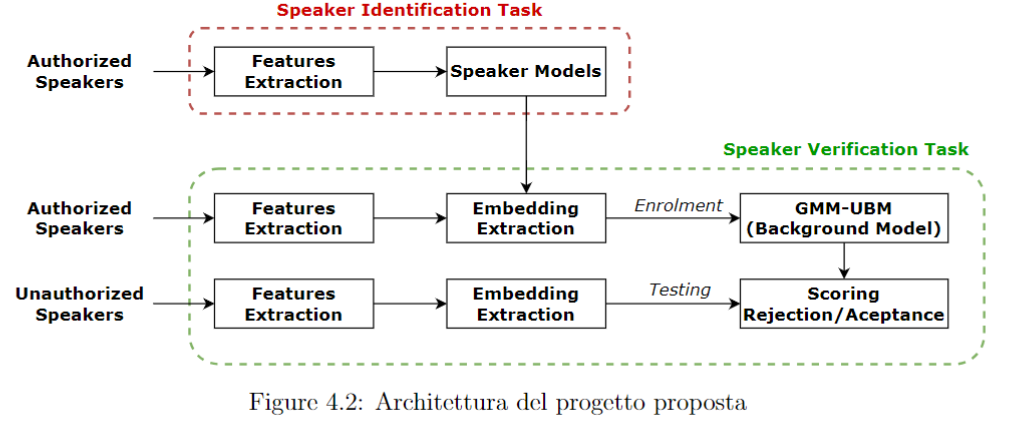 Speaker Identification Task
Authorized
Speakers
Features
Extraction
Speaker Models
Speaker Verification Task
Authorized
Speakers
Features
Extraction
Embedding
Extraction
Enrolment
GMM-UBM
(Background Model)
Unauthorized
Speakers
Features
Extraction
Embedding
Extraction
Testing
Scoring
Rejection/Aceptance
Figure 4.2: Architettura del progetto proposta